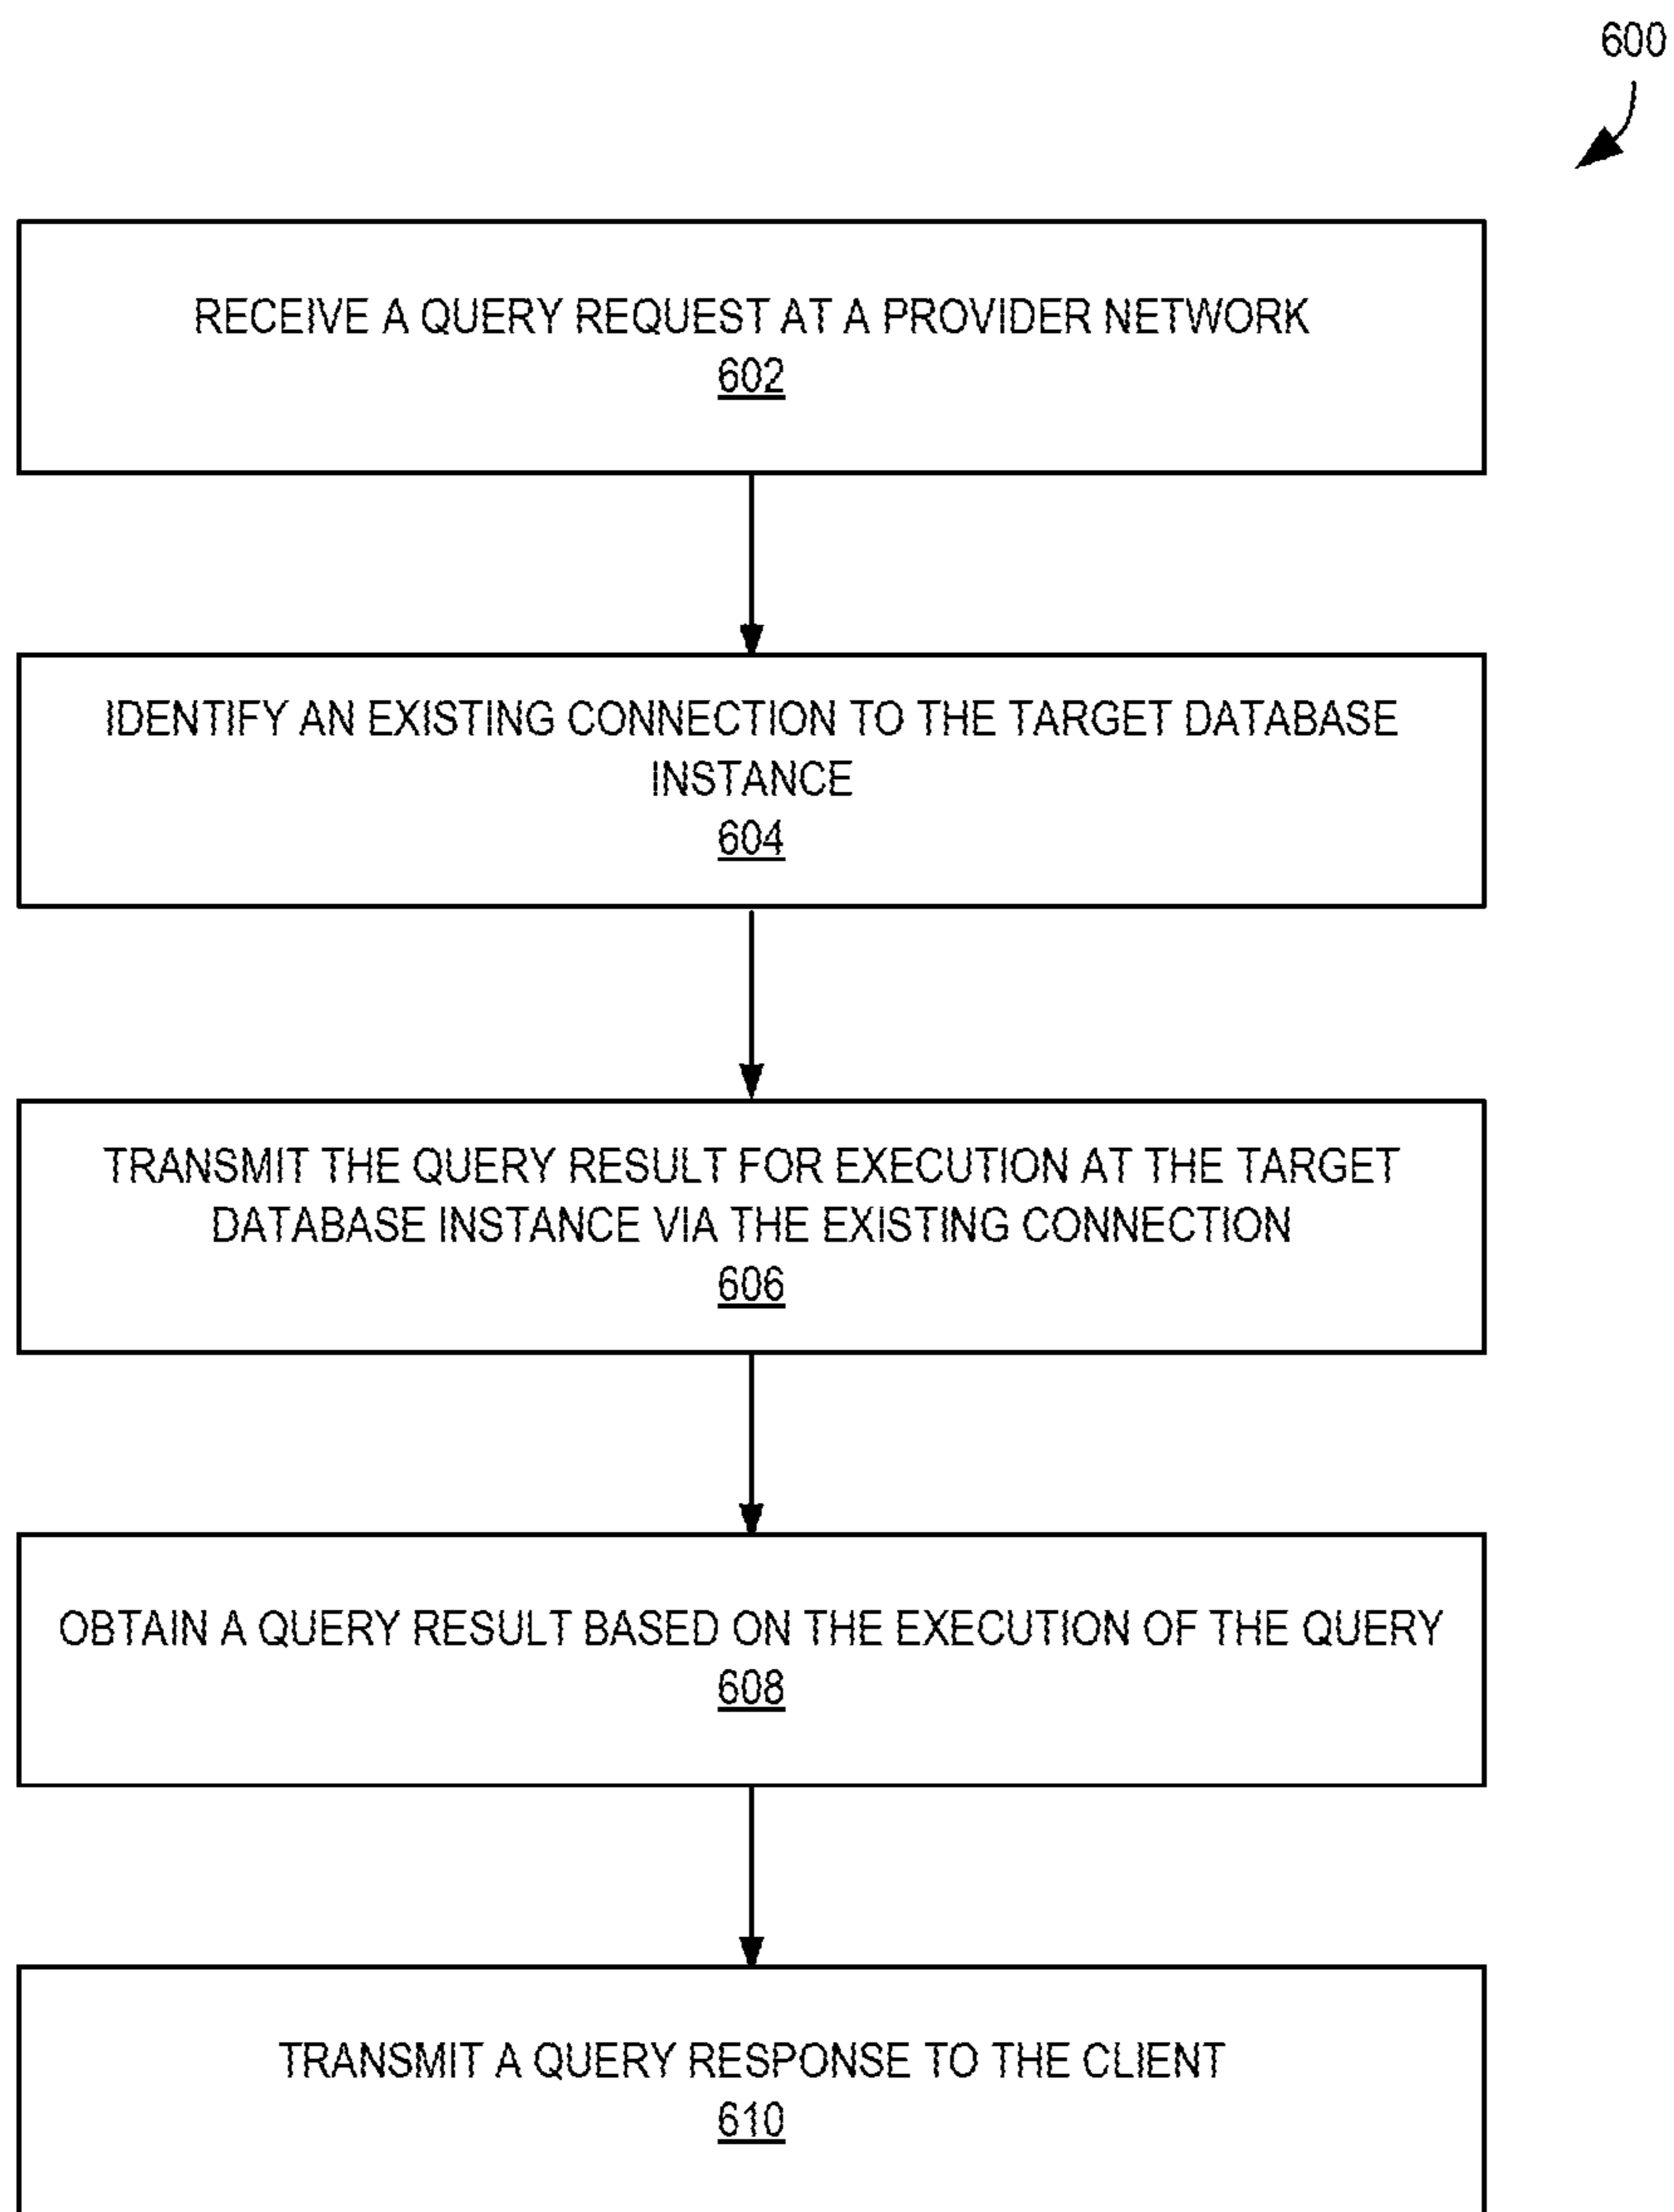 600
RECEIVE A QUERY REQUEST AT A PROVIDER NETWORK
602
IDENTIFY AN EXISTING CONNECTION TO THE TARGET DATABASE
INSTANCE
604
TRANSMIT THE QUERY RESULT FOR EXECUTION AT THE TARGET
DATABASE INSTANCE VIA THE EXISTING CONNECTION
606
OBTAIN A QUERY RESULT BASED ON THE EXECUTION OF THE QUERY
608
TRANSMIT A QUERY RESPONSE TO THE CLIENT
610